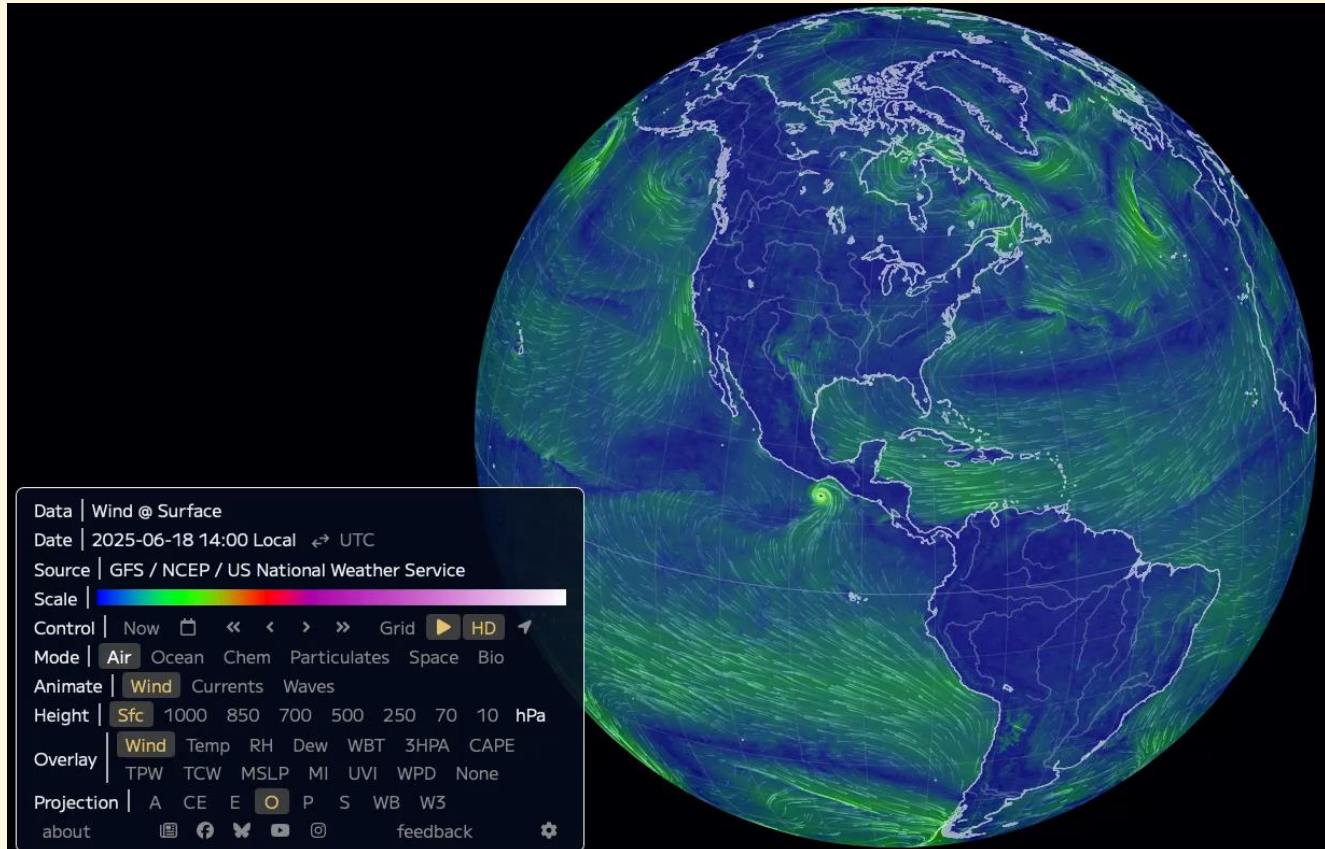 Data | Wind @ Surface
Date | 2025-06-18 14:00 Local ⇄ UTC
Source | GFS / NCEP / US National Weather Service
Scale |
Control | Now « ‹ › » Grid HD
Mode | Air Ocean Chem Particulates Space Bio
Animate | Wind Currents Waves
Height | Sfc 1000 850 700 500 250 70 10 hPa
Overlay | Wind Temp RH Dew WBT 3HPA CAPE
TPW TCW MSLP MI UVI WPD None
Projection | A CE E O P S WB W3
about feedback